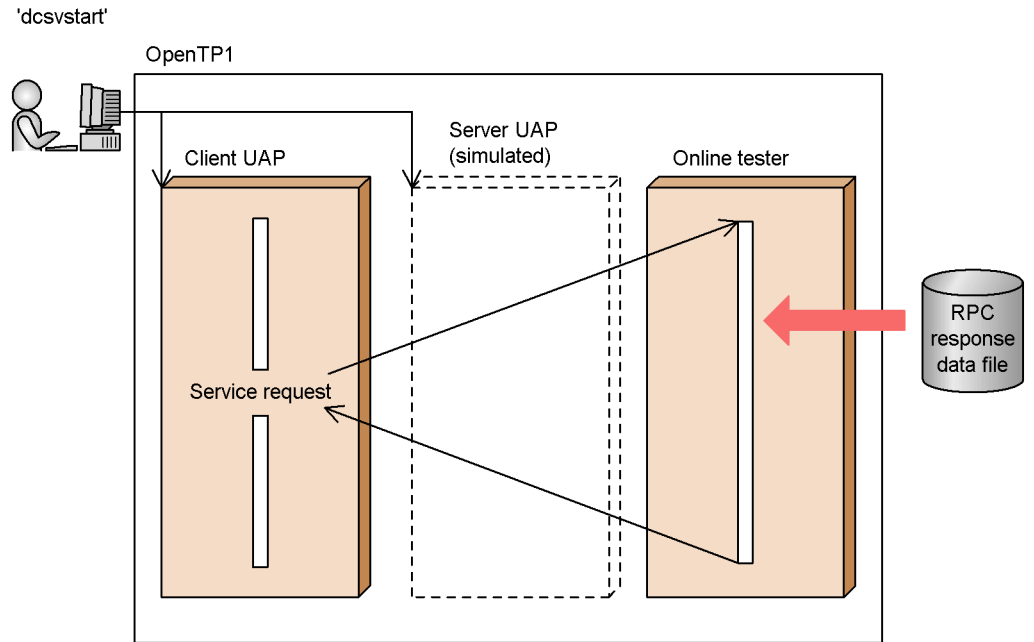 'dcsvstart'
OpenTP1
Client UAP
Server UAP
(simulated)
Online tester
Service request
RPC
response
data file